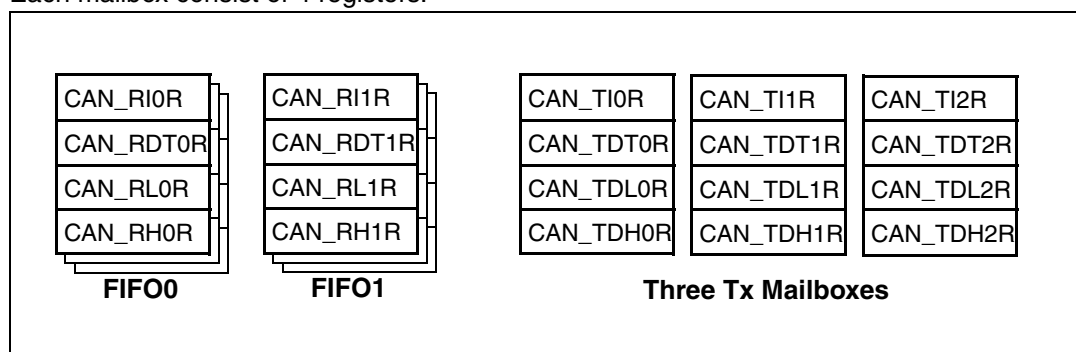 Each mailbox consist of 4 registers.
CAN_RI0R CAN_RI1R CAN_TI0R CAN_TI1R CAN_TI2R
CAN_RDT0R CAN_RDT1R CAN_TDT0R CAN_TDT1R CAN_TDT2R
CAN_RL0R CAN_RL1R CAN_TDL0R CAN_TDL1R CAN_TDL2R
CAN_RH0R CAN_RH1R CAN_TDH0R CAN_TDH1R CAN_TDH2R
FIFO0 FIFO1 Three Tx Mailboxes